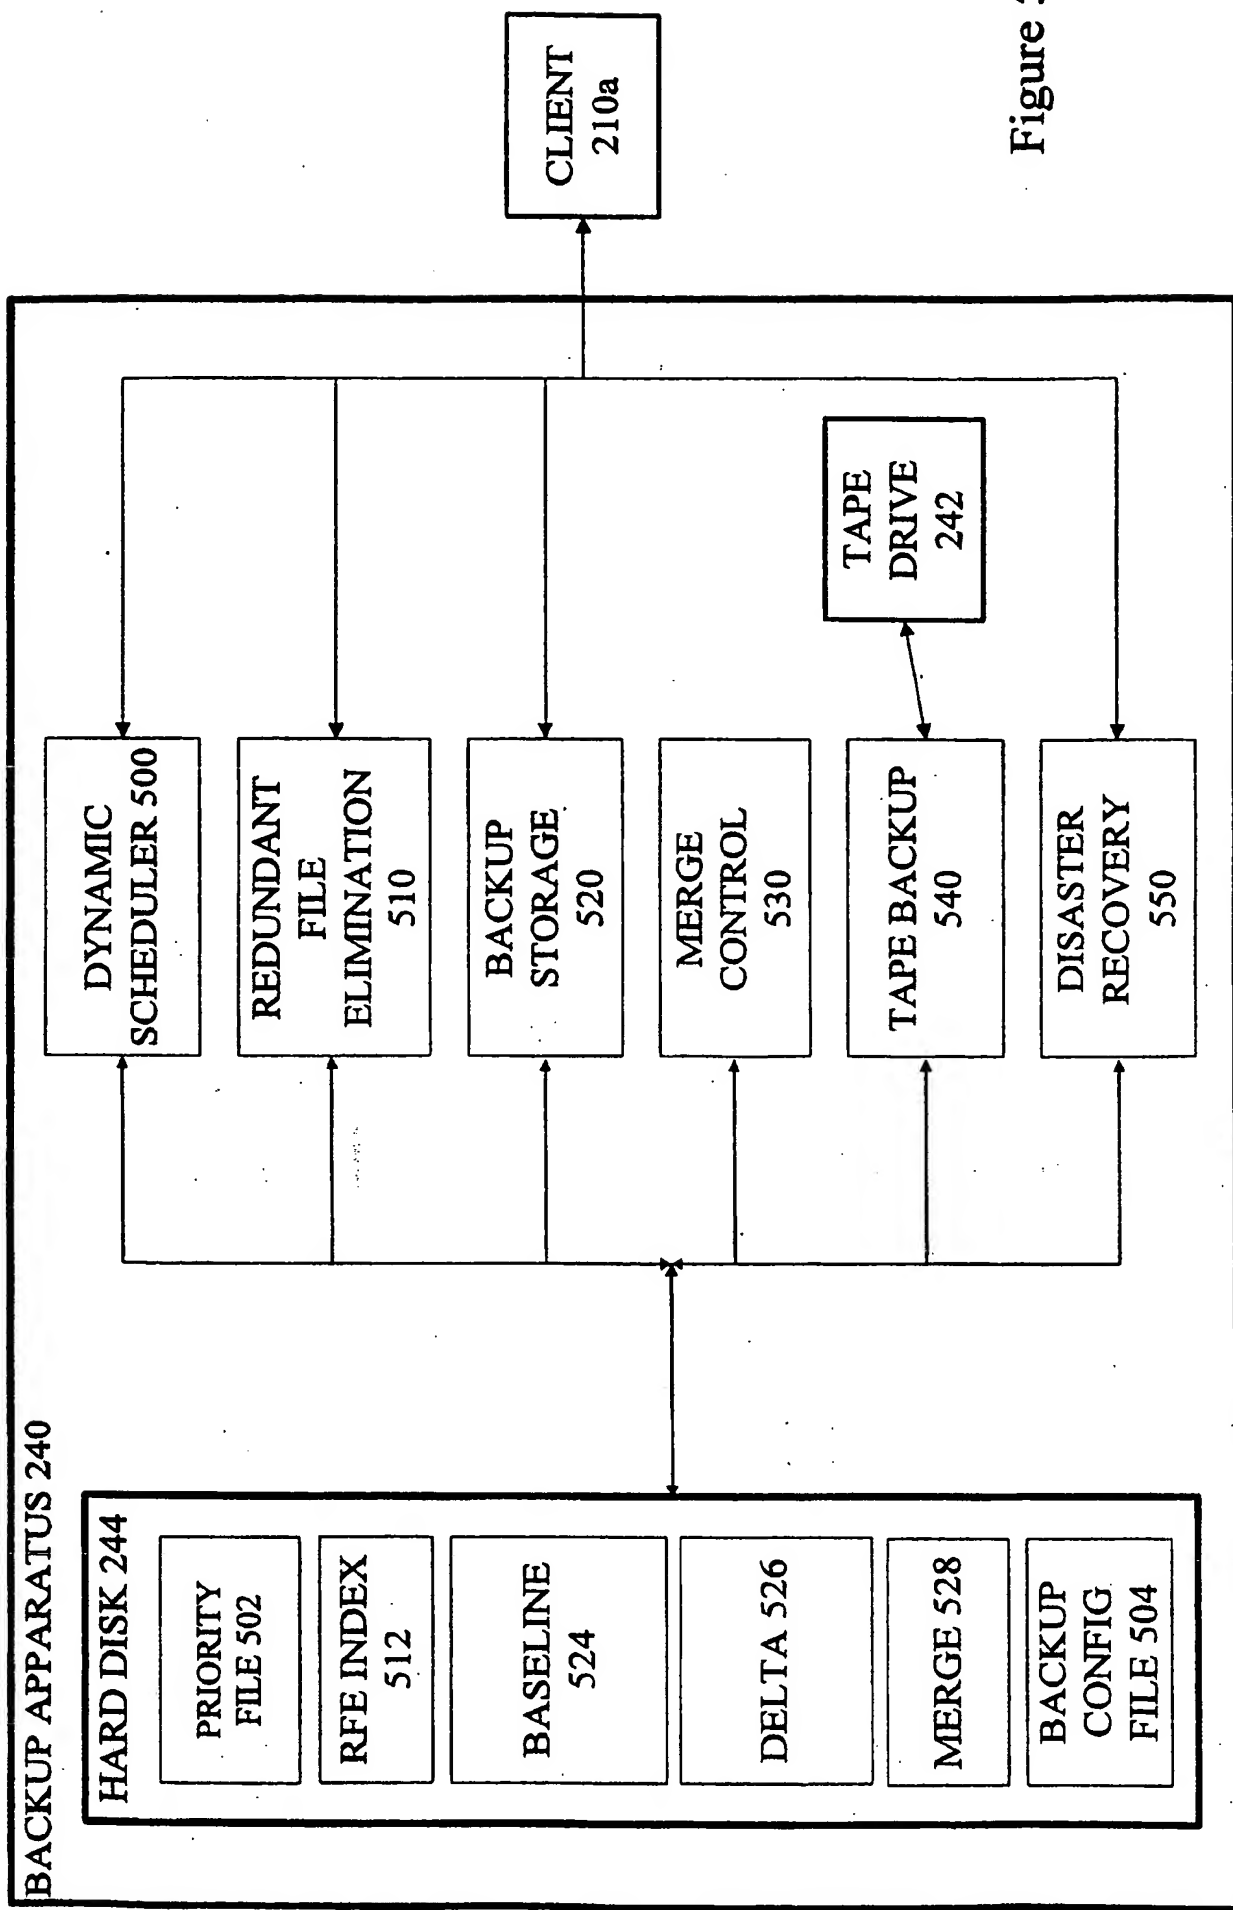 BACKUP APPARATUS 240
HARD DISK 244
PRIORITY
FILE 502
RFE INDEX
512
BASELINE
524
DELTA 526
MERGE 528
BACKUP
CONFIG
FILE 504
DYNAMIC
SCHEDULER 500
REDUNDANT
FILE
ELIMINATION
510
BACKUP
STORAGE
520
MERGE
CONTROL
530
TAPE BACKUP
540
DISASTER
RECOVERY
550
TAPE
DRIVE
242
CLIENT
210a
Figure